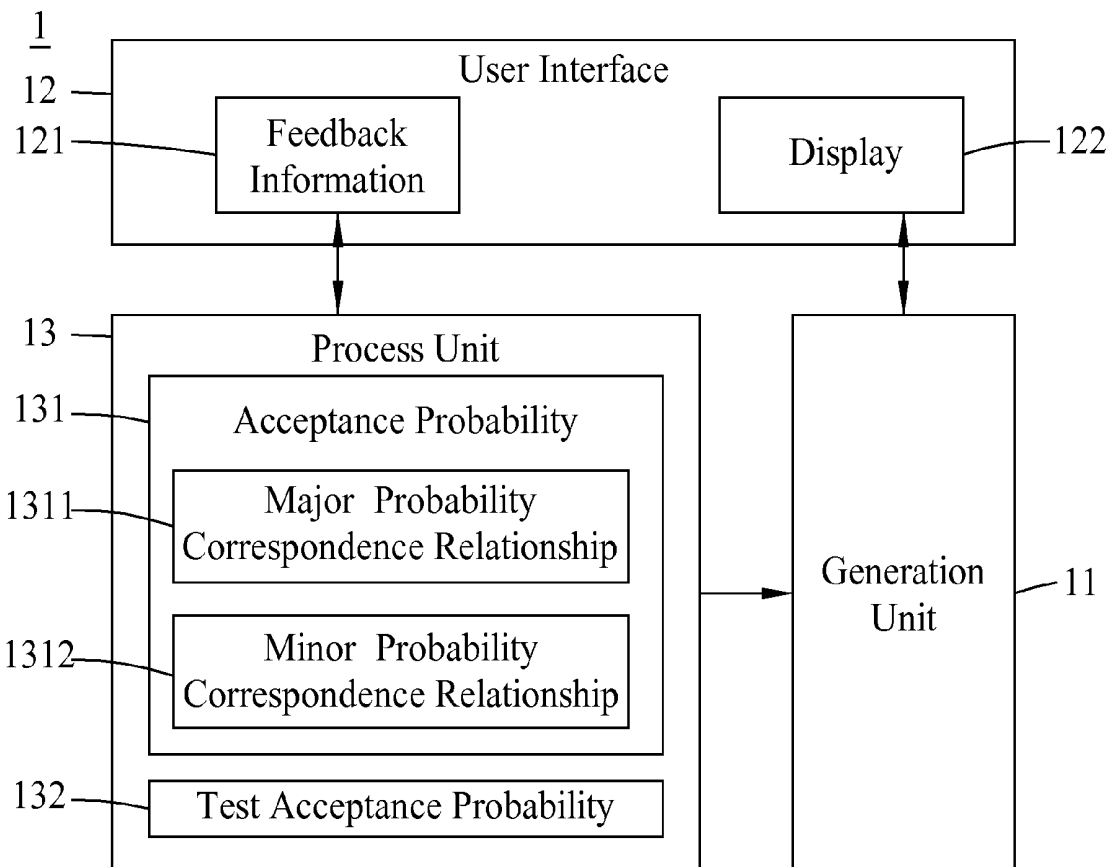 1
12
User Interface
121
Feedback
Information
Display
122
13
Process Unit
131
Acceptance Probability
1311
Major Probability
Correspondence Relationship
1312
Minor Probability
Correspondence Relationship
132
Test Acceptance Probability
Generation
Unit
11